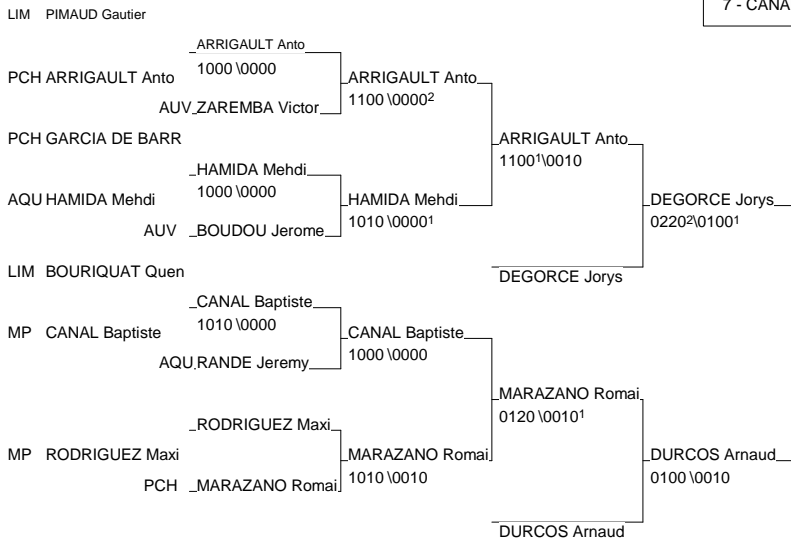 7 - CANA
LIM PIMAUD Gautier
ARRIGAULT Anto
1000 \0000
PCH ARRIGAULT Anto
ARRIGAULT Anto
1100 \0000²
AUV ZAREMBA Victor
PCH GARCIA DE BARR
ARRIGAULT Anto
1100¹\0010
HAMIDA Mehdi
1000 \0000
AQU HAMIDA Mehdi
HAMIDA Mehdi
1010 \0000¹
DEGORCE Jorys
0220²\0100¹
AUV BOUDOU Jerome
LIM BOURIQUAT Quen
DEGORCE Jorys
CANAL Baptiste
1010 \0000
MP CANAL Baptiste
CANAL Baptiste
1000 \0000
AQU RANDE Jeremy
MARAZANO Romai
0120 \0010¹
RODRIGUEZ Maxi
MP RODRIGUEZ Maxi
MARAZANO Romai
1010 \0010
DURCOS Arnaud
0100 \0010
PCH MARAZANO Romai
DURCOS Arnaud